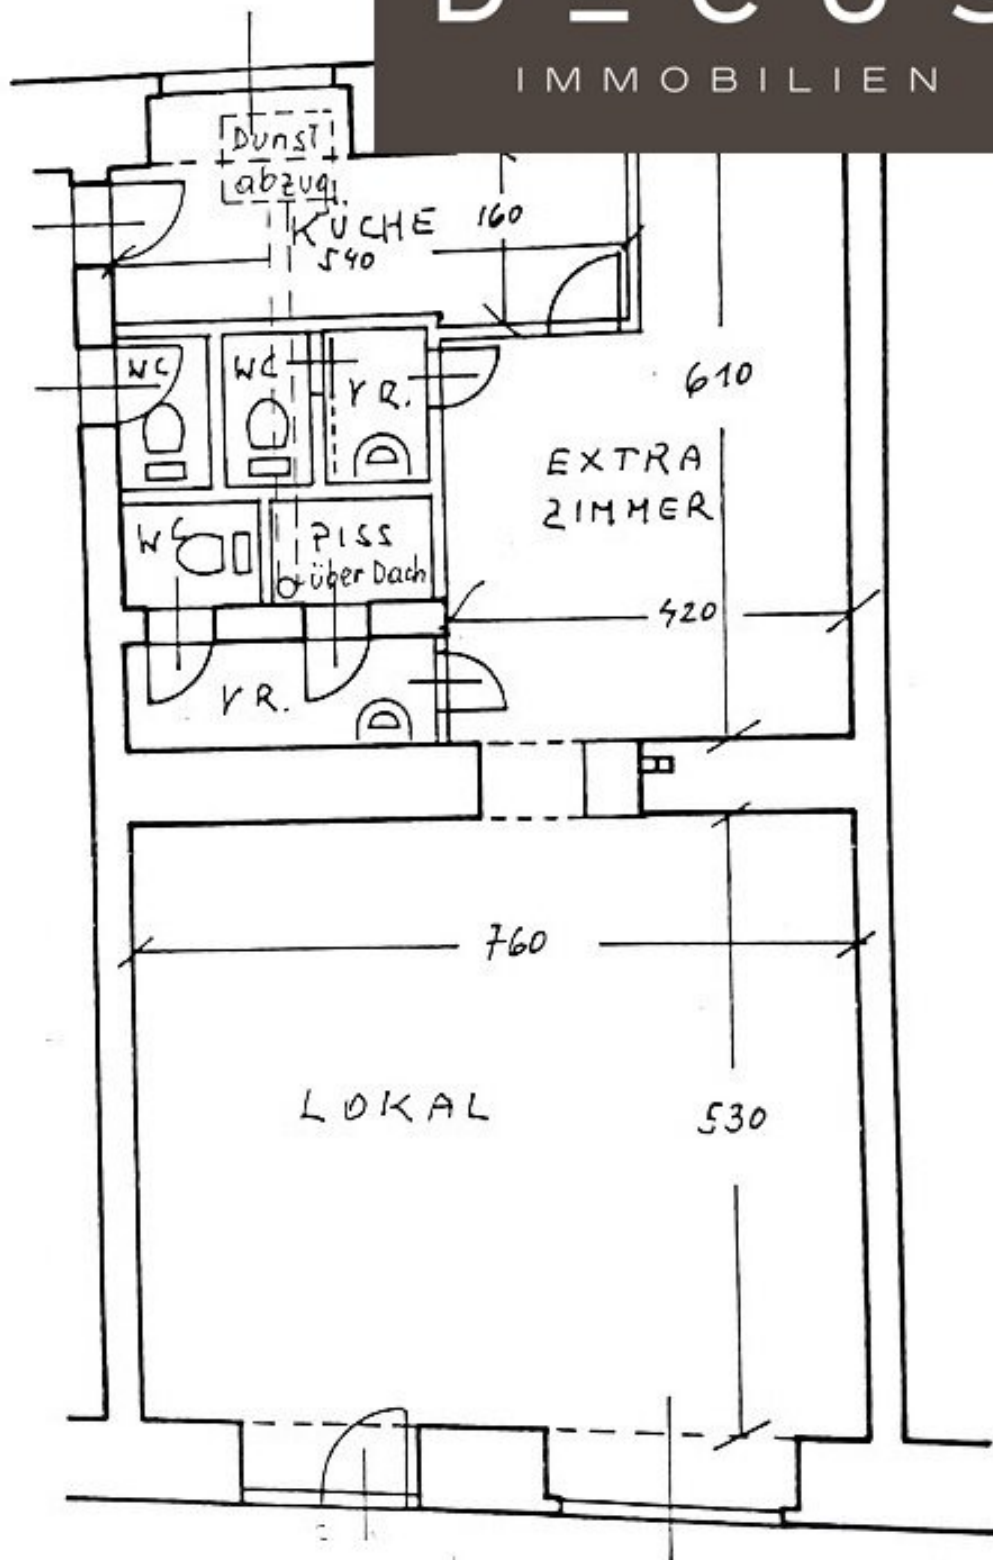 IMMOBILIEN
Dunst
abzug
KÜCHE
540
160
610
WC
WC
VR.
EXTRA
ZIMMER
WC
PISS
über Dach
420
VR.
760
LOKAL
530